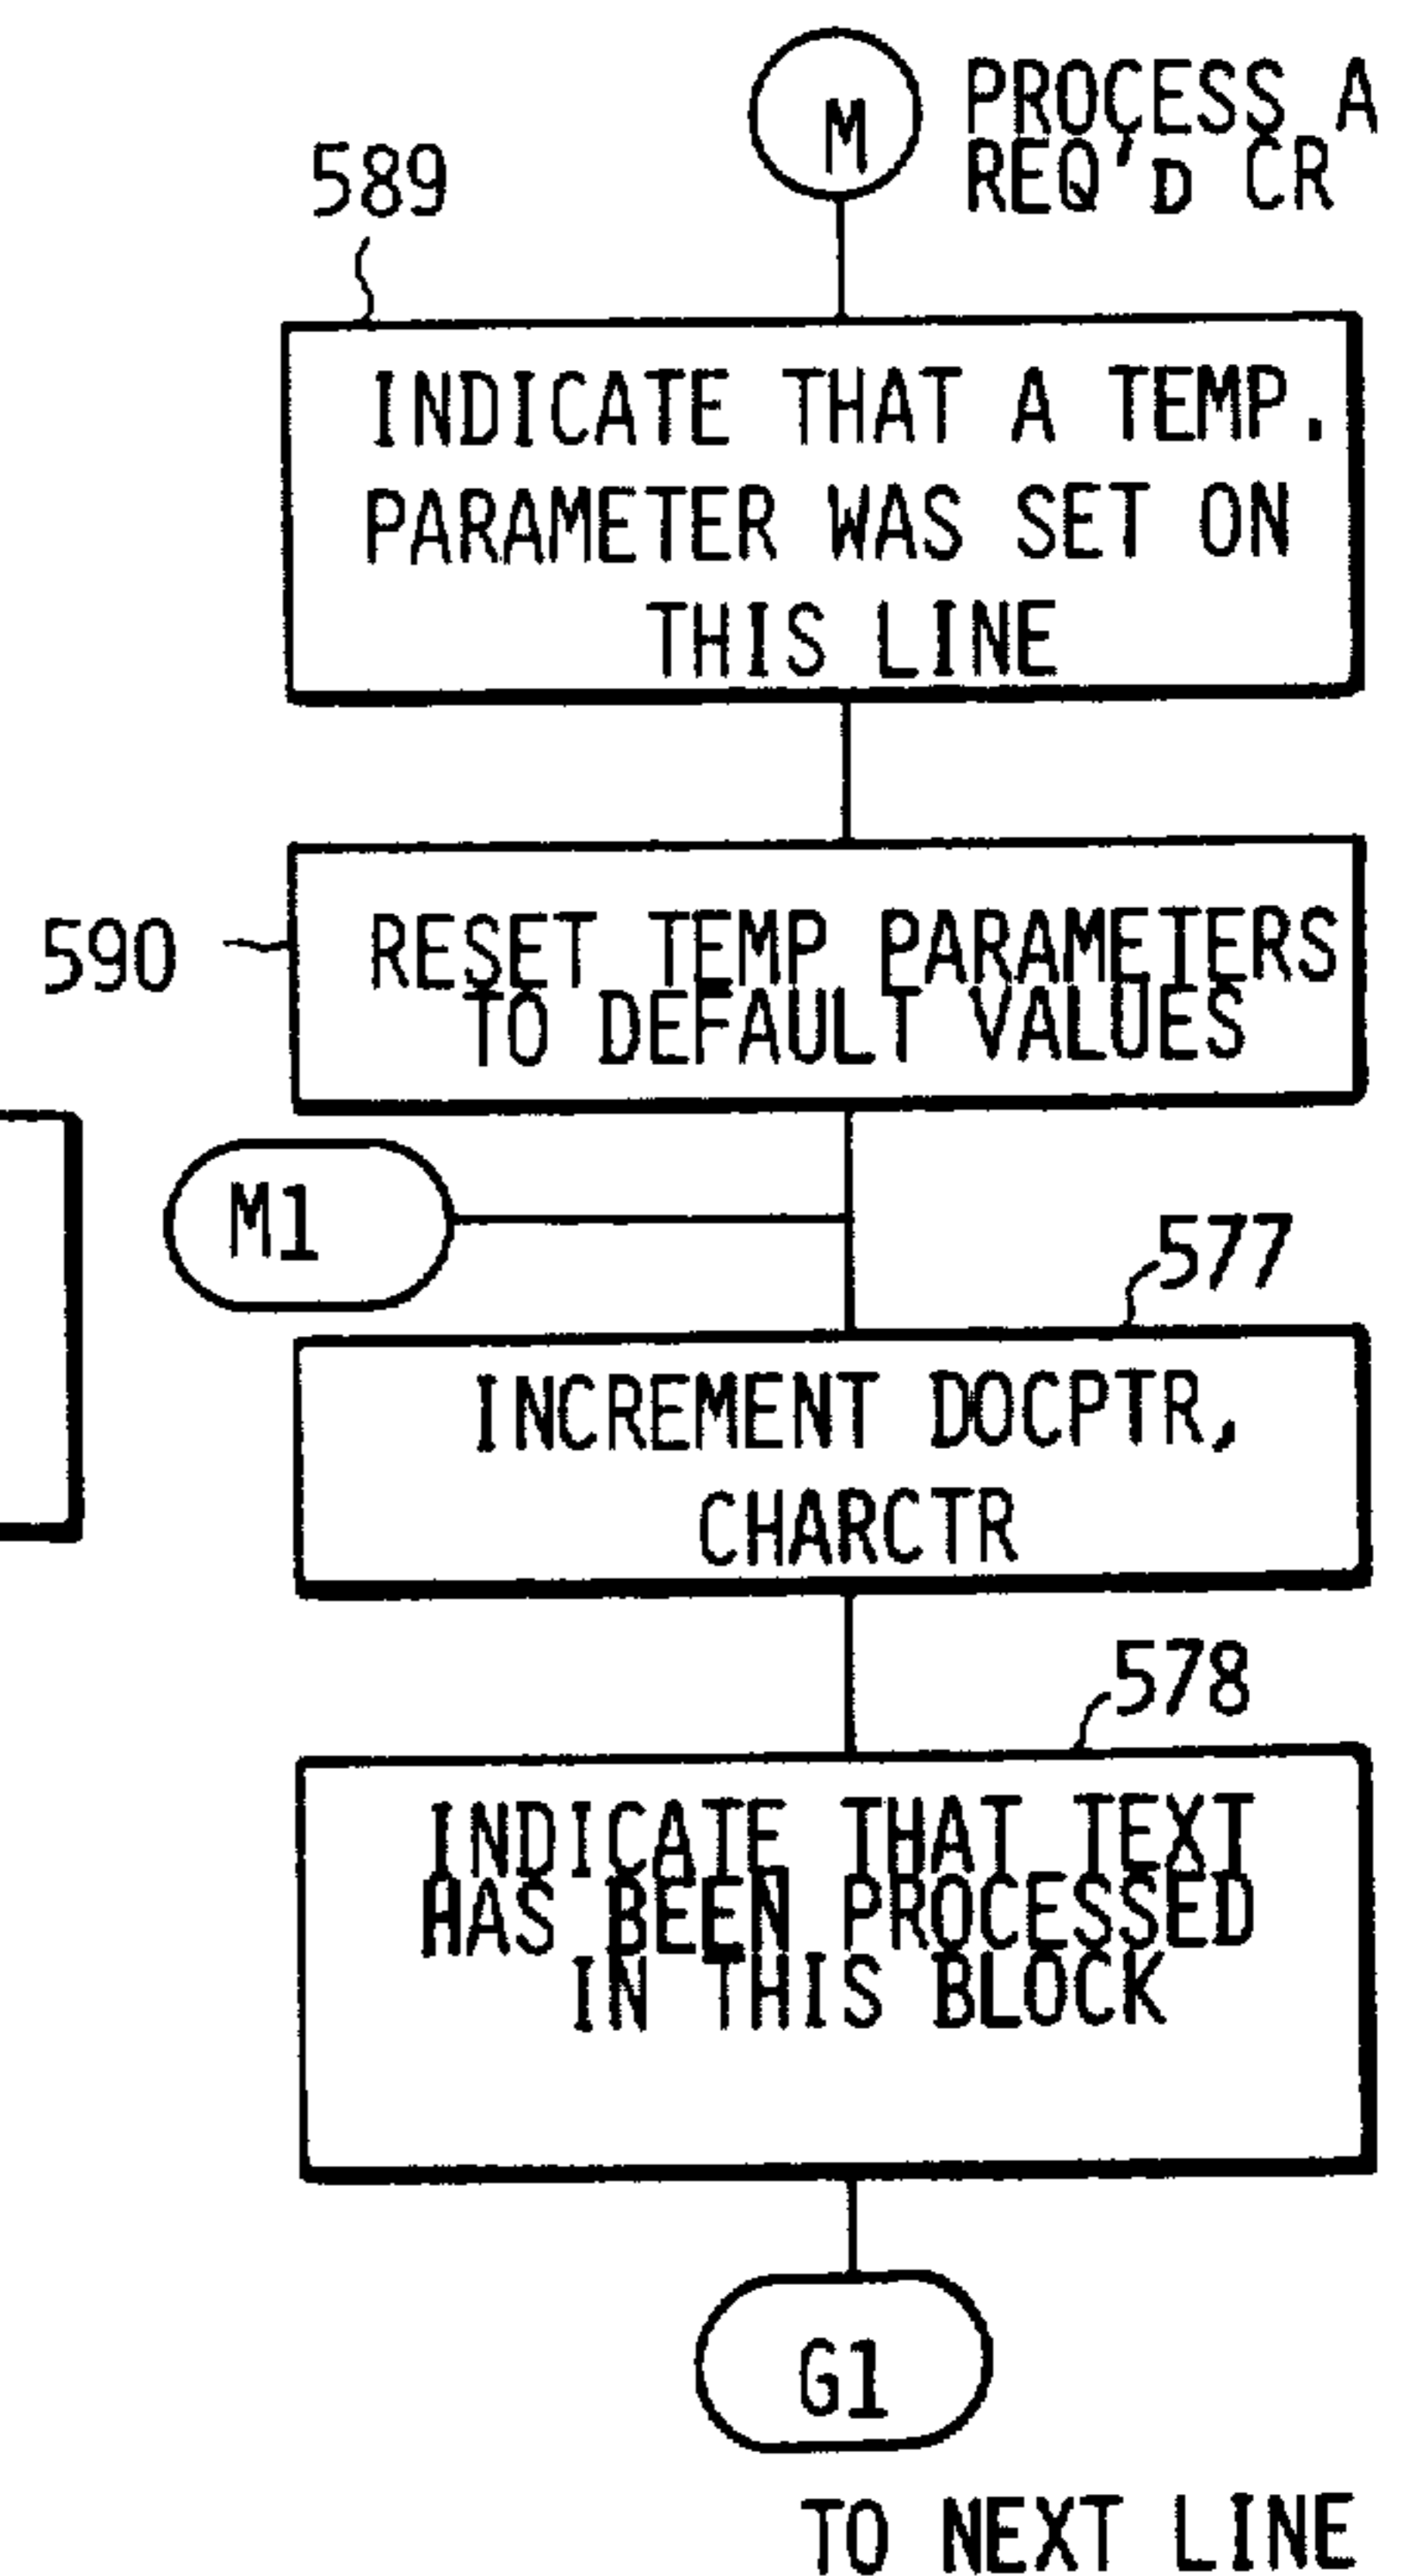 M
PROCESS A
REQ'D CR
589
INDICATE THAT A TEMP.
PARAMETER WAS SET ON
THIS LINE
590
RESET TEMP PARAMETERS
TO DEFAULT VALUES
M1
577
INCREMENT DOCPTR,
CHARCTR
578
INDICATE THAT TEXT
HAS BEEN PROCESSED
IN THIS BLOCK
G1
TO NEXT LINE